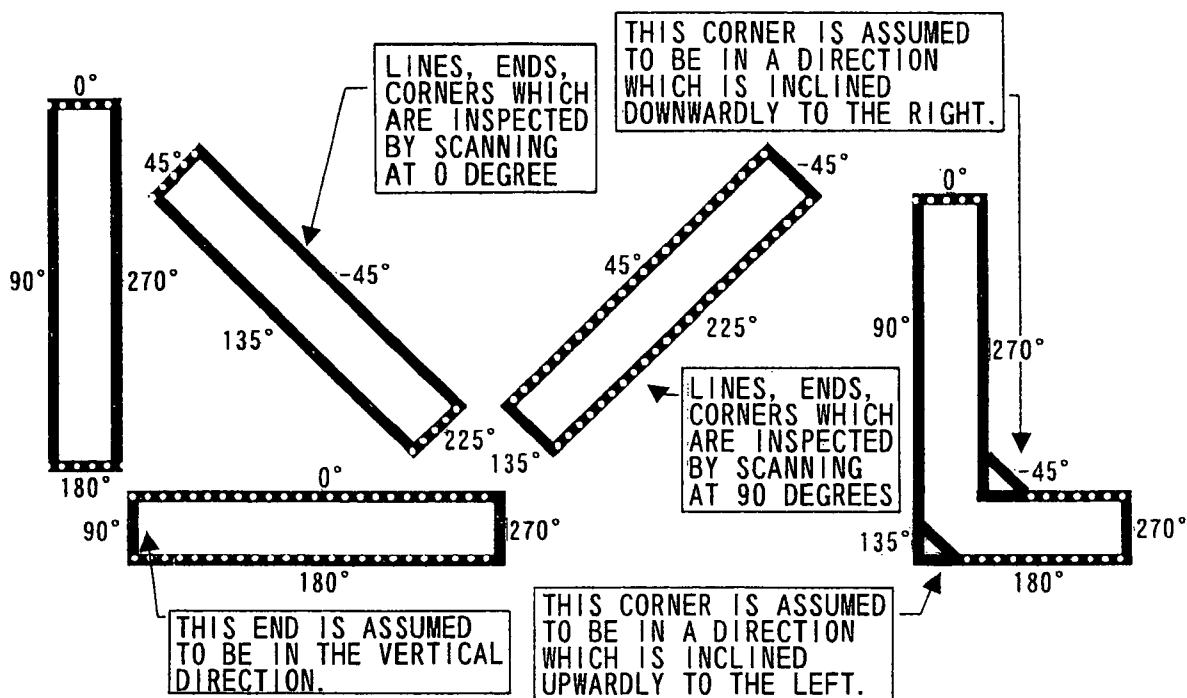 THIS CORNER IS ASSUMED
TO BE IN A DIRECTION
WHICH IS INCLINED
DOWNWARDLY TO THE RIGHT.
LINES, ENDS,
CORNERS WHICH
ARE INSPECTED
BY SCANNING
AT 0 DEGREE
0°
90°
270°
180°
45°
-45°
135°
225°
-45°
45°
225°
135°
0°
90°
270°
-45°
135°
270°
180°
LINES, ENDS,
CORNERS WHICH
ARE INSPECTED
BY SCANNING
AT 90 DEGREES
0°
90°
270°
180°
THIS END IS ASSUMED
TO BE IN THE VERTICAL
DIRECTION.
THIS CORNER IS ASSUMED
TO BE IN A DIRECTION
WHICH IS INCLINED
UPWARDLY TO THE LEFT.